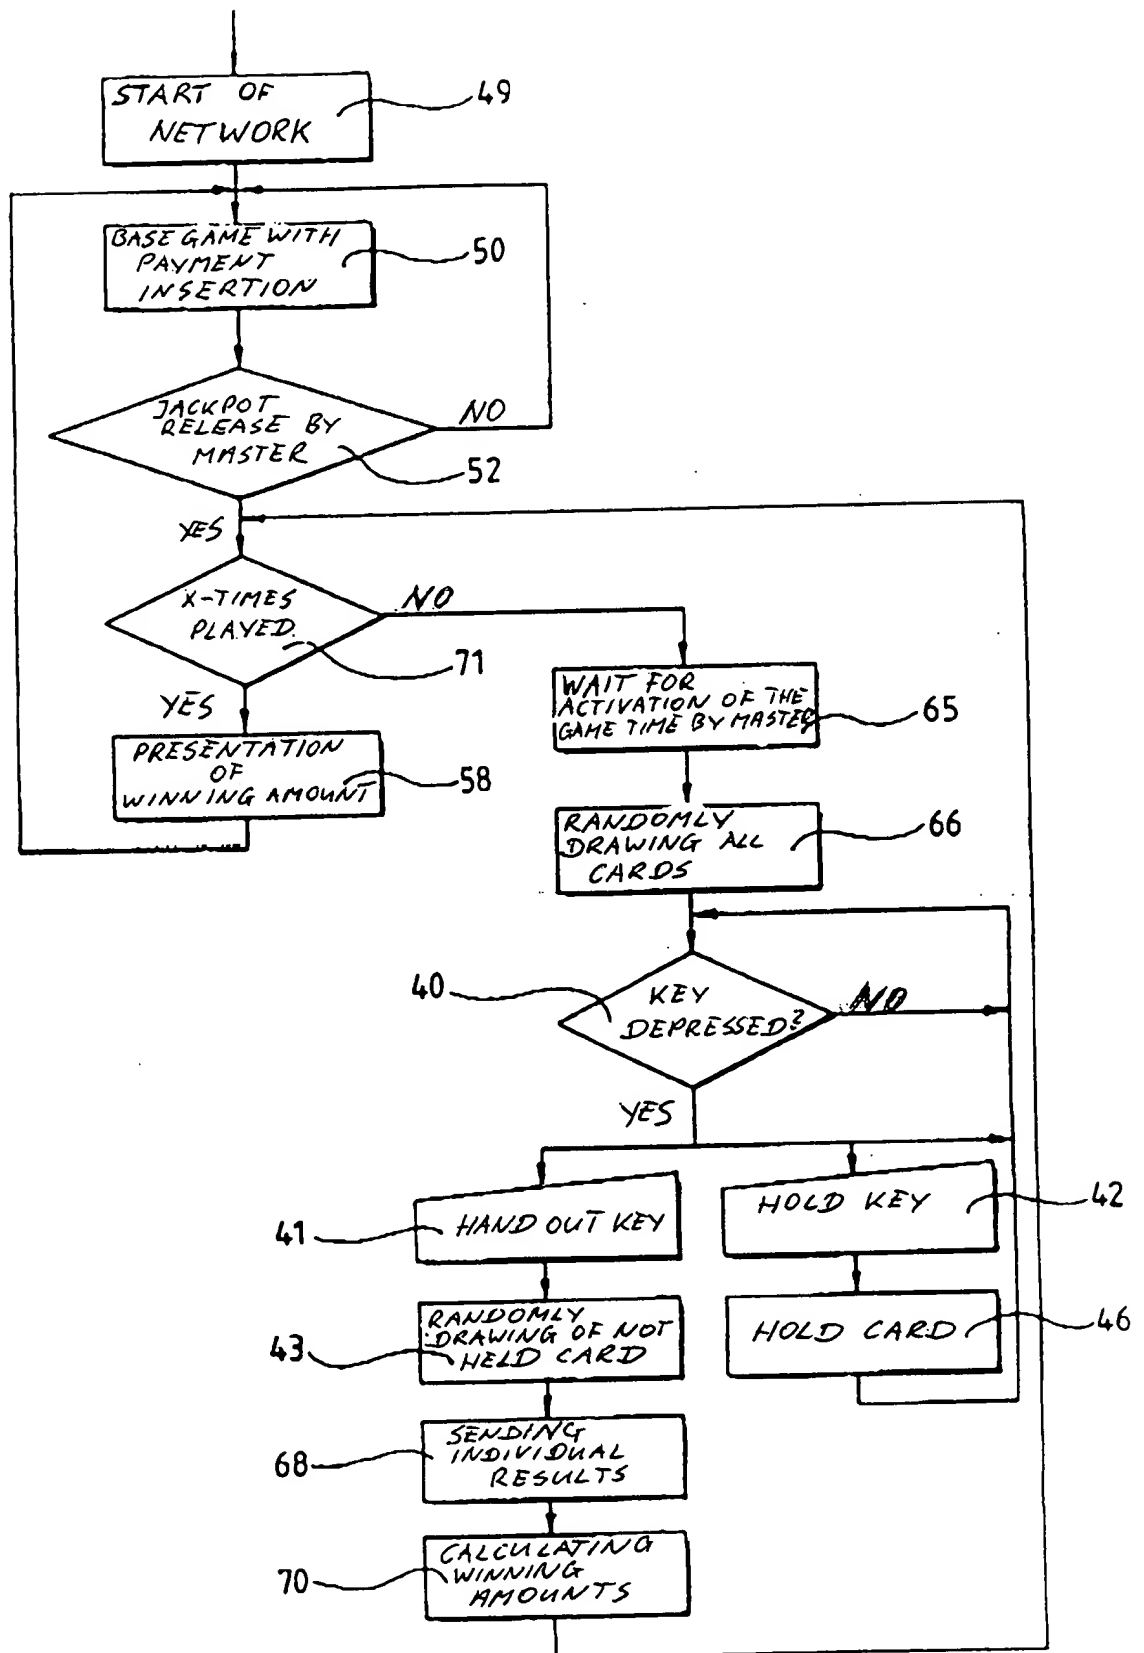 START OF
NETWORK
49
BASE GAME WITH
PAYMENT
INSERTION
50
JACKPOT
RELEASE BY
MASTER
NO
52
YES
X-TIMES
PLAYED.
NO
71
YES
PRESENTATION
OF
WINNING AMOUNT
58
WAIT FOR
ACTIVATION OF THE
GAME TIME BY MASTER
65
RANDOMLY
DRAWING ALL
CARDS
66
40
KEY
DEPRESSED?
NO
YES
41
HAND OUT KEY
HOLD KEY
42
43
RANDOMLY
DRAWING OF NOT
HELD CARD
HOLD CARD
46
68
SENDING
INDIVIDUAL
RESULTS
70
CALCULATING
WINNING
AMOUNTS